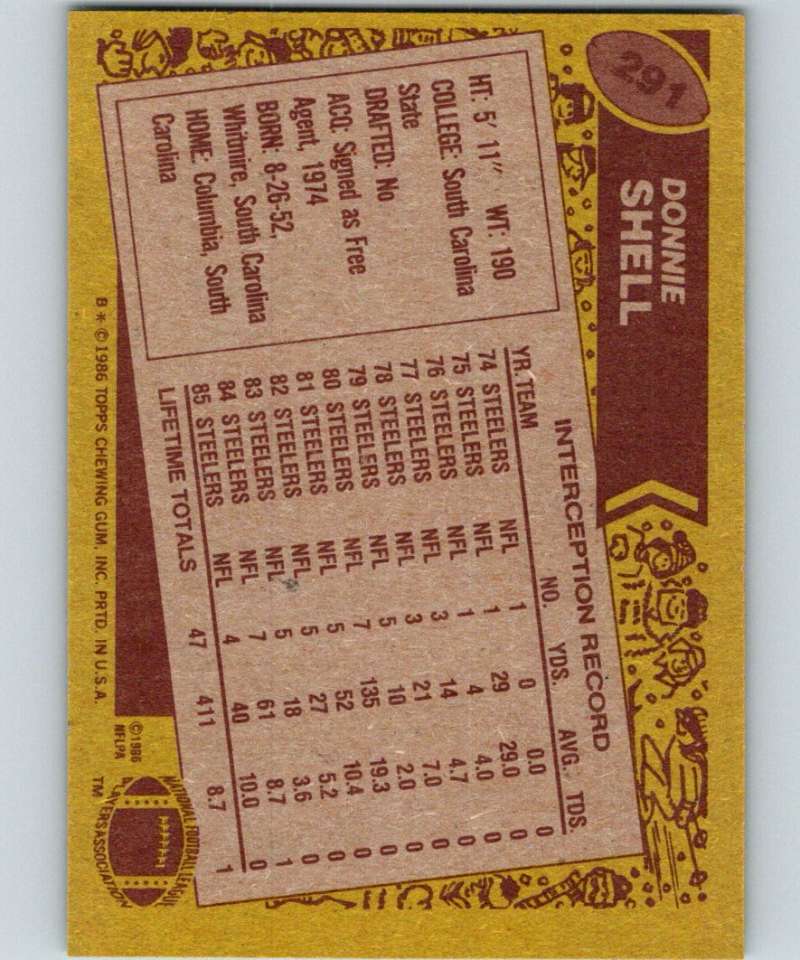 291
DONNIE
SHELL
HT: 5' 11" WT: 190
COLLEGE: South Carolina
State
DRAFTED: No
ACQ: Signed as Free
Agent, 1974
BORN: 8-26-52,
Whitmire, South Carolina
HOME: Columbia, South
Carolina
INTERCEPTION RECORD
YR. TEAM NO. YDS. AVG. TDS.
74 STEELERS NFL 1 0 0.0 0
75 STEELERS NFL 1 29 29.0 0
76 STEELERS NFL 1 4 4.0 0
77 STEELERS NFL 3 14 4.7 0
78 STEELERS NFL 3 21 7.0 0
79 STEELERS NFL 5 10 2.0 0
80 STEELERS NFL 7 135 19.3 0
81 STEELERS NFL 5 52 10.4 0
82 STEELERS NFL 5 27 5.2 0
83 STEELERS NFL 5 18 3.6 0
84 STEELERS NFL 7 61 8.7 1
85 STEELERS NFL 4 40 10.0 0
LIFETIME TOTALS 47 411 8.7 1
B * © 1986 TOPPS CHEWING GUM, INC. PRTD. IN U.S.A.
© 1986
NFLPA
NATIONAL FOOTBALL LEAGUE
PLAYERS ASSOCIATION
TM